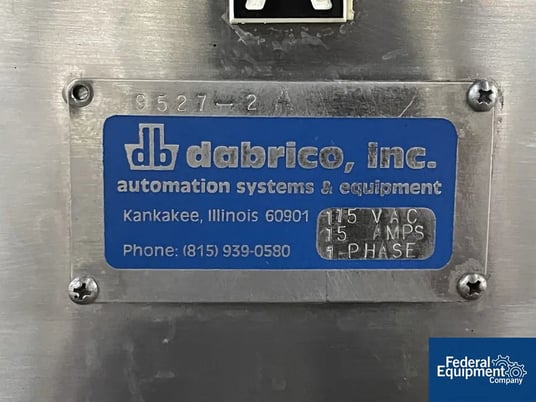 9527-2
db dabrico, inc.
automation systems & equipment
Kankakee, Illinois 60901
115 VAC
15 AMPS
1-PHASE
Phone: (815) 939-0580
Federal
Equipment
Company